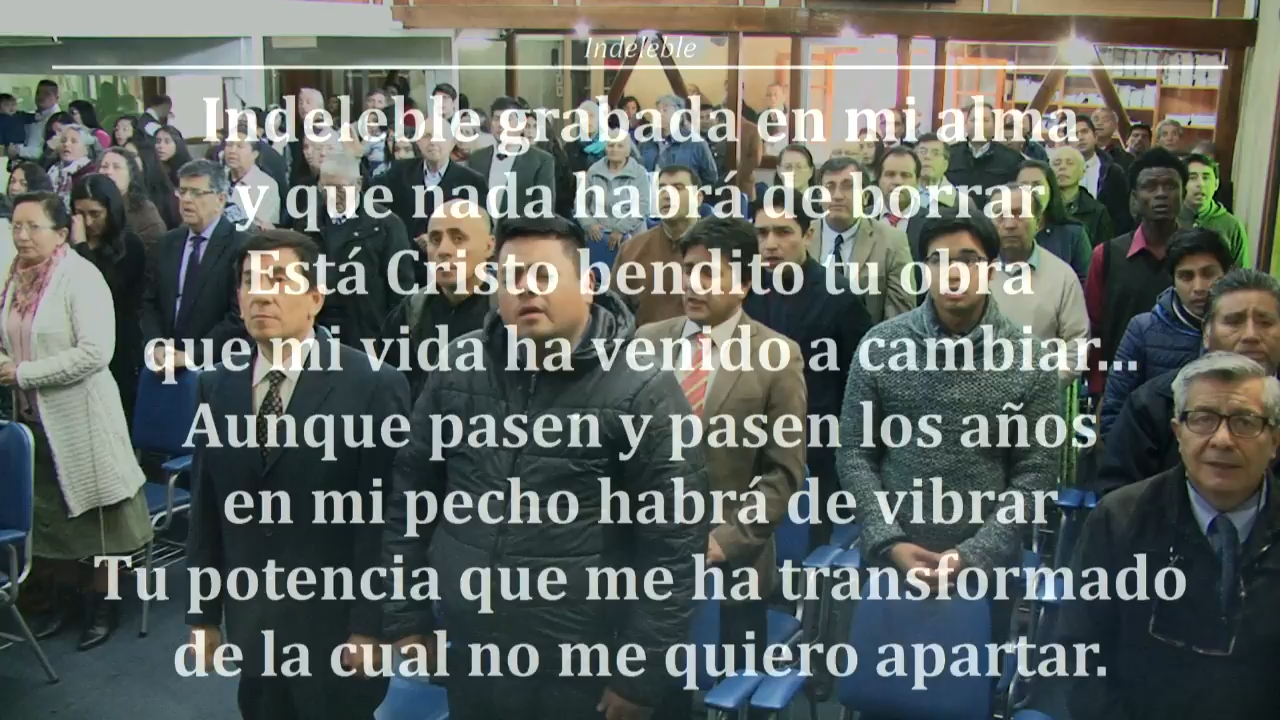 Indeleble
Indeleble grabada en mi alma
y que nada habrá de borrar
Está Cristo bendito tu obra
que mi vida ha venido a cambiar...
Aunque pasen y pasen los años
en mi pecho habrá de vibrar
Tu potencia que me ha transformado
de la cual no me quiero apartar.